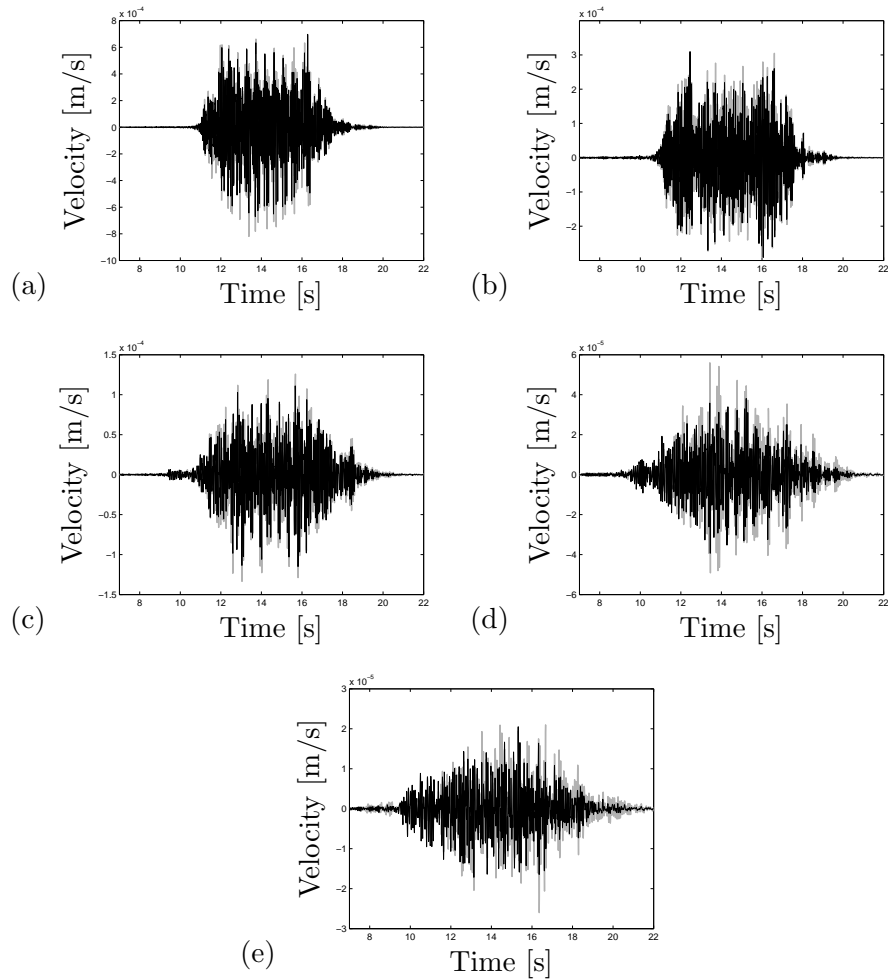 x 10⁻⁴
8
6
4
2
0
−2
−4
−6
−8
−10
8 10 12 14 16 18 20 22
Velocity [m/s]
Time [s]
(a)
x 10⁻⁴
4
3
2
1
0
−1
−2
8 10 12 14 16 18 20 22
Velocity [m/s]
Time [s]
(b)
x 10⁻⁴
1.5
1
0.5
0
−0.5
−1
−1.5
8 10 12 14 16 18 20 22
Velocity [m/s]
Time [s]
(c)
x 10⁻⁵
6
4
2
0
−2
−4
−6
8 10 12 14 16 18 20 22
Velocity [m/s]
Time [s]
(d)
x 10⁻⁵
3
2
1
0
−1
−2
−3
8 10 12 14 16 18 20 22
Velocity [m/s]
Time [s]
(e)